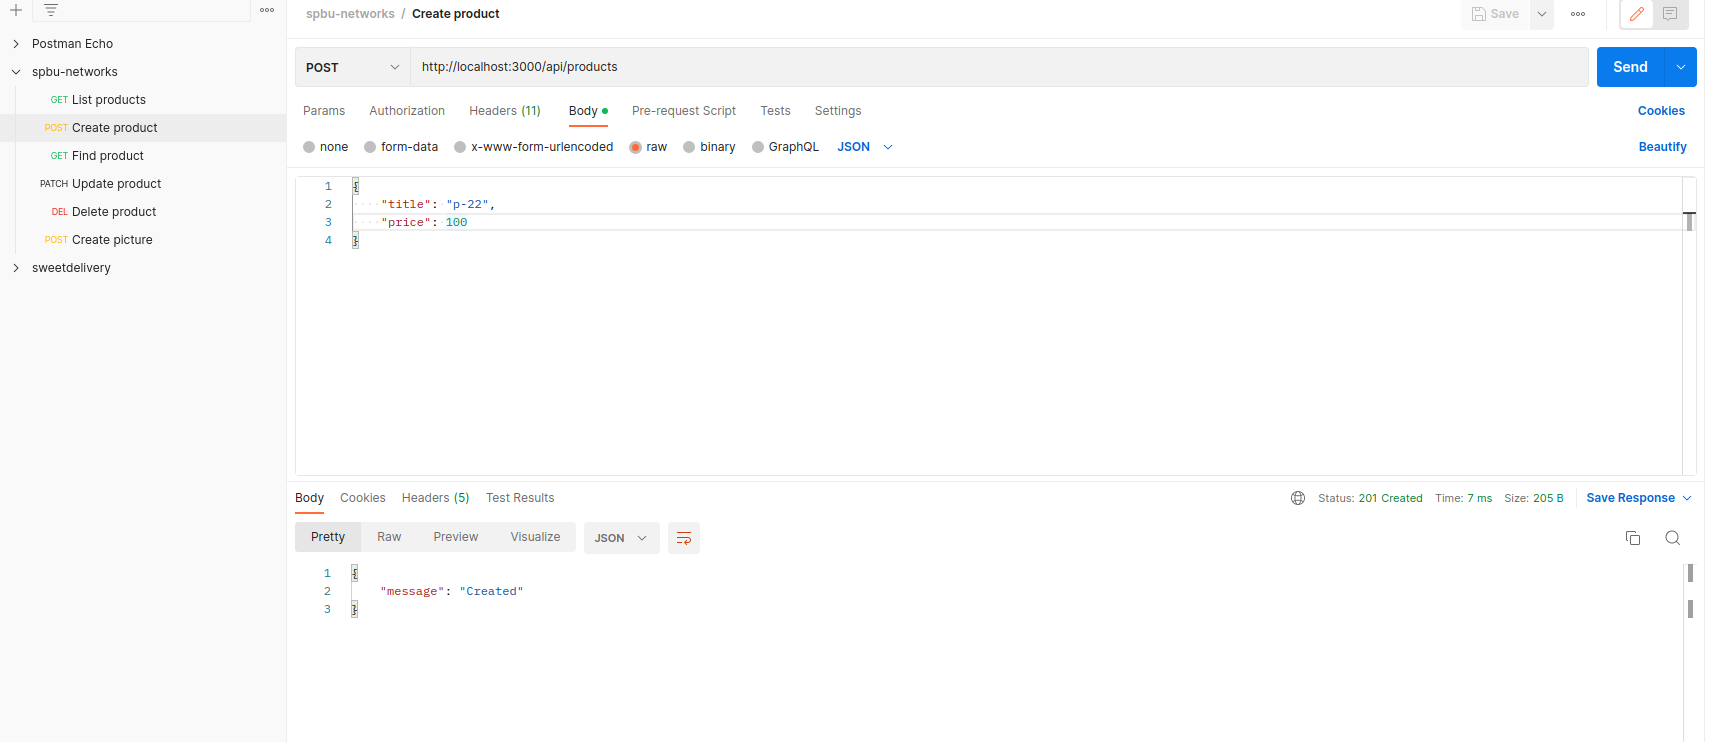 spbu-networks / Create product
Save
Postman Echo
spbu-networks
GET List products
POST Create product
GET Find product
PATCH Update product
DEL Delete product
POST Create picture
sweetdelivery
POST http://localhost:3000/api/products Send
Params Authorization Headers (11) Body Pre-request Script Tests Settings Cookies
none form-data x-www-form-urlencoded raw binary GraphQL JSON Beautify
1 {
2 "title": "p-22",
3 "price": 100
4 }
Body Cookies Headers (5) Test Results Status: 201 Created Time: 7 ms Size: 205 B Save Response
Pretty Raw Preview Visualize JSON
1 {
2 "message": "Created"
3 }